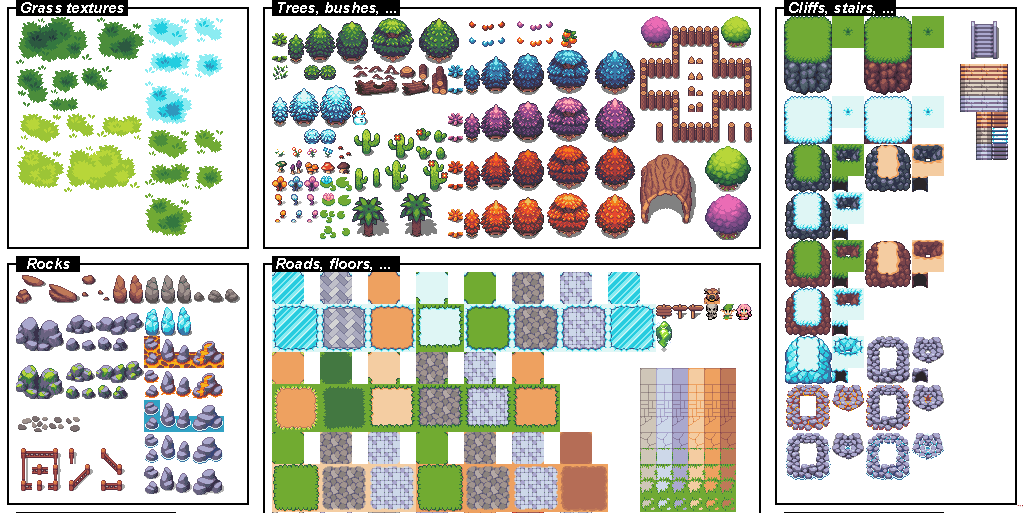 Grass textures
Trees, bushes, ...
Cliffs, stairs, ...
Rocks
Roads, floors, ...